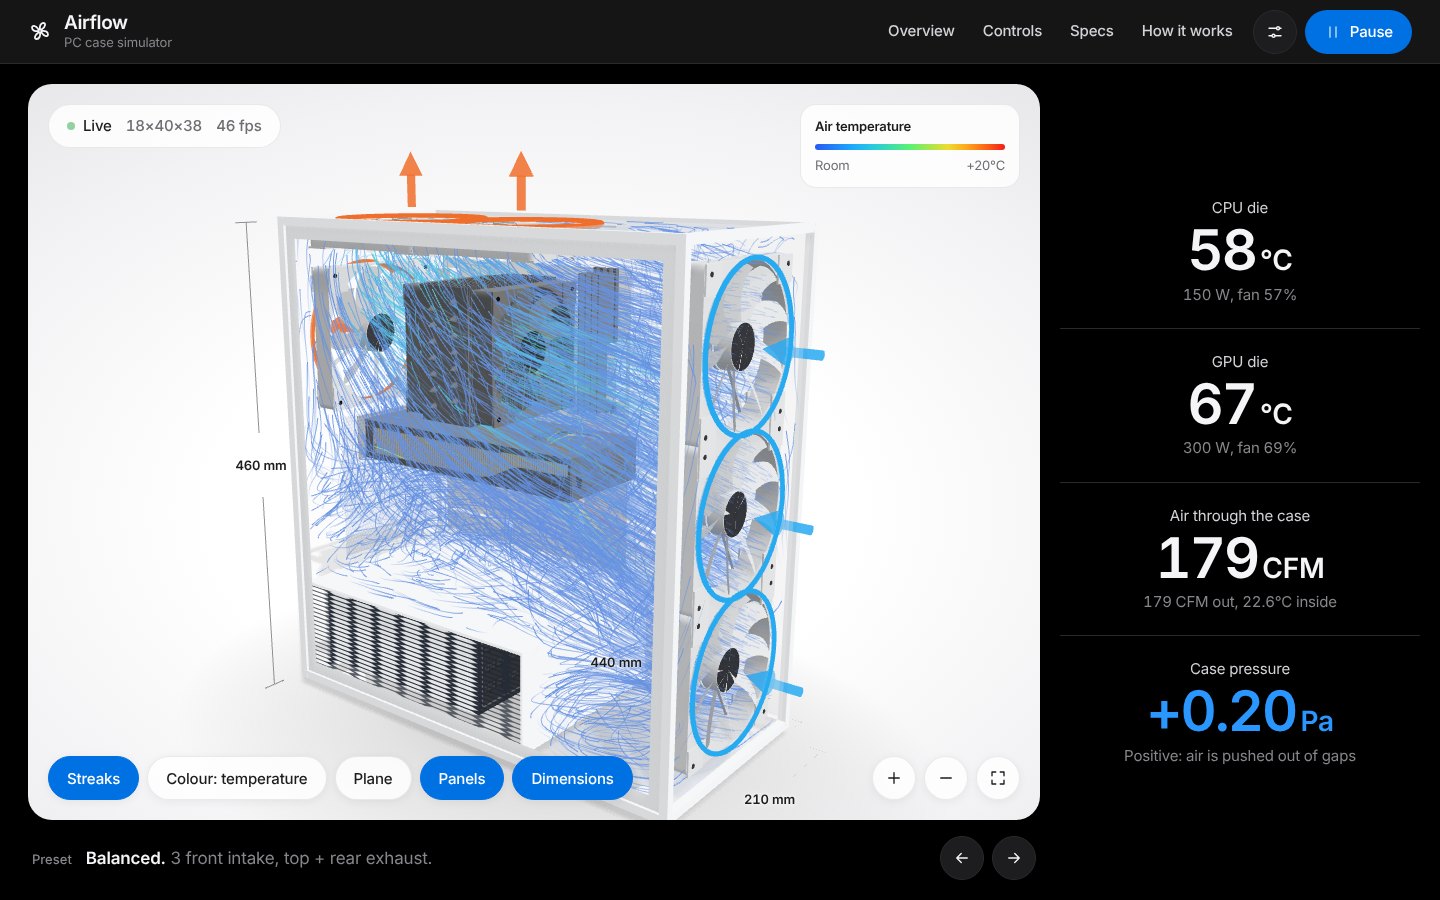 Airflow
PC case simulator
Overview
Controls
Specs
How it works
Pause
Live 18×40×38 46 fps
Air temperature
Room +20°C
460 mm
440 mm
210 mm
Streaks
Colour: temperature
Plane
Panels
Dimensions
Preset Balanced. 3 front intake, top + rear exhaust.
CPU die
58 °C
150 W, fan 57%
GPU die
67 °C
300 W, fan 69%
Air through the case
179 CFM
179 CFM out, 22.6°C inside
Case pressure
+0.20 Pa
Positive: air is pushed out of gaps